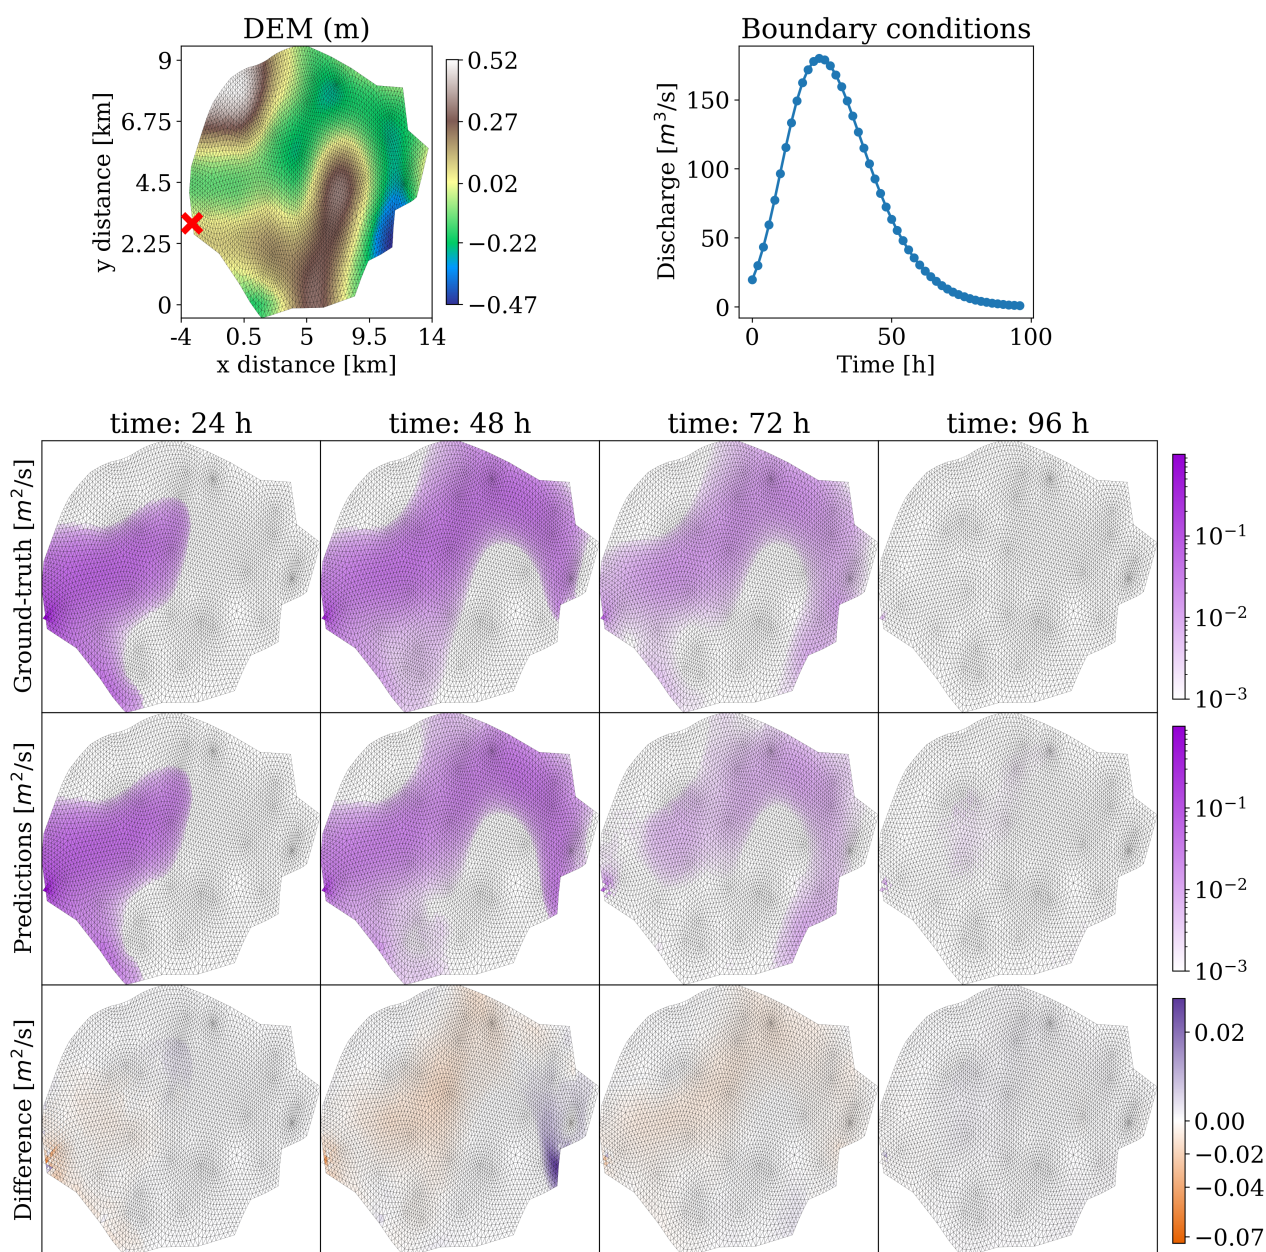 DEM (m)
9
6.75
4.5
2.25
0
y distance [km]
-4 0.5 5 9.5 14
x distance [km]
0.52
0.27
0.02
−0.22
−0.47
Boundary conditions
150
100
50
0
Discharge [m³/s]
0 50 100
Time [h]
time: 24 h time: 48 h time: 72 h time: 96 h
Ground-truth [m²/s]
10⁻¹
10⁻²
10⁻³
Predictions [m²/s]
10⁻¹
10⁻²
10⁻³
Difference [m²/s]
0.02
0.00
−0.02
−0.04
−0.07